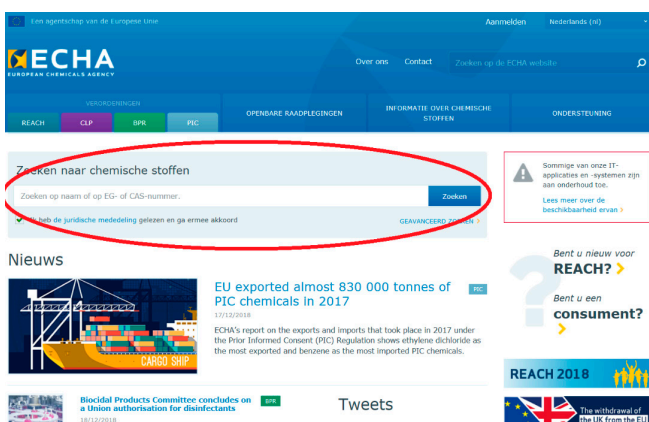 Een agentschap van de Europese Unie
Aanmelden
Nederlands (nl)
ECHA
EUROPEAN CHEMICALS AGENCY
Over ons
Contact
Zoeken op de ECHA website
VERORDENINGEN
REACH
CLP
BPR
PIC
OPENBARE RAADPLEGINGEN
INFORMATIE OVER CHEMISCHE
STOFFEN
ONDERSTEUNING
Zoeken naar chemische stoffen
Zoeken op naam of op EG- of CAS-nummer.
Zoeken
Ik heb de juridische mededeling gelezen en ga ermee akkoord
GEAVANCEERD ZOEKEN >
Sommige van onze IT-
applicaties en -systemen zijn
aan onderhoud toe.
Lees meer over de
beschikbaarheid ervan >
Nieuws
CARGO SHIP
EU exported almost 830 000 tonnes of
PIC chemicals in 2017
PIC
17/12/2018
ECHA's report on the exports and imports that took place in 2017 under
the Prior Informed Consent (PIC) Regulation shows ethylene dichloride as
the most exported and benzene as the most imported PIC chemicals.
Bent u nieuw voor
REACH? >
Bent u een
consument?
>
REACH 2018
Biocidal Products Committee concludes on
a Union authorisation for disinfectants
BPR
18/12/2018
Tweets
The withdrawal of
the UK from the EU